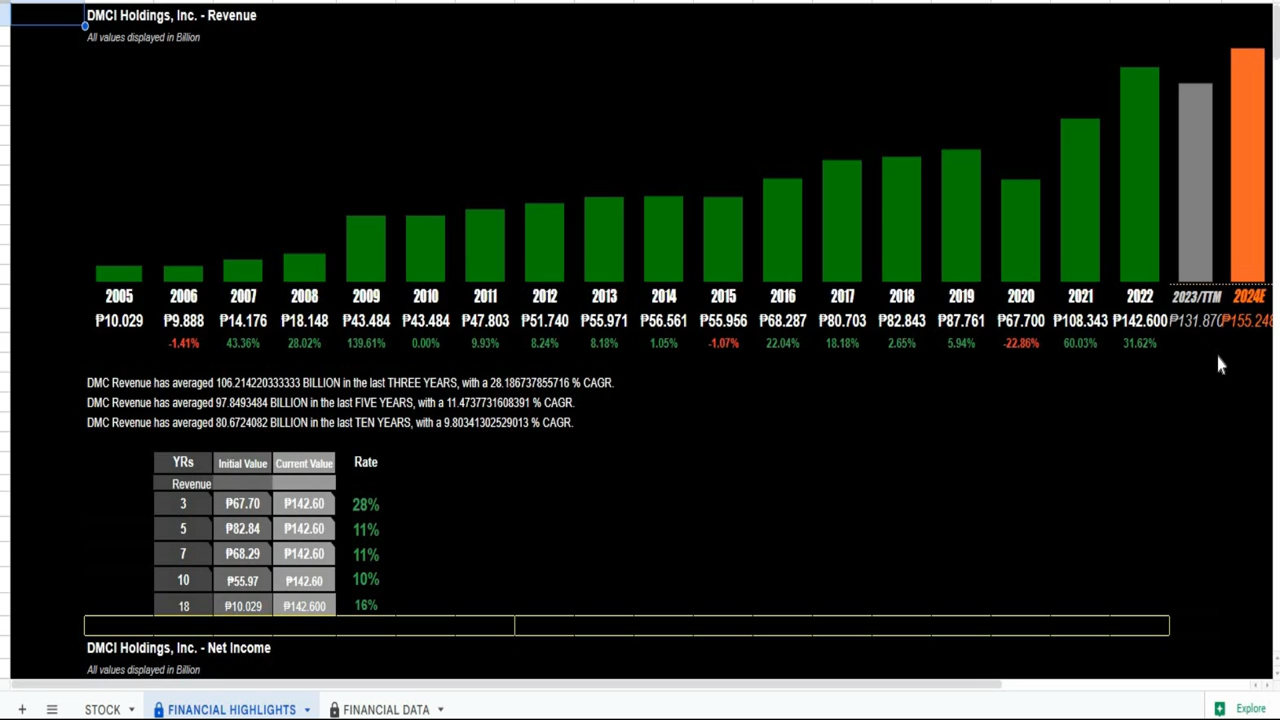 DMCI Holdings, Inc. - Revenue
All values displayed in Billion
2005 2006 2007 2008 2009 2010 2011 2012 2013 2014 2015 2016 2017 2018 2019 2020 2021 2022 2023/TTM 2024E
₱10.029 ₱9.888 ₱14.176 ₱18.148 ₱43.484 ₱43.484 ₱47.803 ₱51.740 ₱55.971 ₱56.561 ₱55.956 ₱68.287 ₱80.703 ₱82.843 ₱87.761 ₱67.700 ₱108.343 ₱142.600 ₱131.870 ₱155.248
-1.41% 43.36% 28.02% 139.61% 0.00% 9.93% 8.24% 8.18% 1.05% -1.07% 22.04% 18.18% 2.65% 5.94% -22.86% 60.03% 31.62%
DMC Revenue has averaged 106.214220333333 BILLION in the last THREE YEARS, with a 28.186737855716 % CAGR.
DMC Revenue has averaged 97.8493484 BILLION in the last FIVE YEARS, with a 11.4737731608391 % CAGR.
DMC Revenue has averaged 80.6724082 BILLION in the last TEN YEARS, with a 9.80341302529013 % CAGR.
YRs Initial Value Current Value Rate
Revenue
3 ₱67.70 ₱142.60 28%
5 ₱82.84 ₱142.60 11%
7 ₱68.29 ₱142.60 11%
10 ₱55.97 ₱142.60 10%
18 ₱10.029 ₱142.600 16%
DMCI Holdings, Inc. - Net Income
All values displayed in Billion
+ STOCK FINANCIAL HIGHLIGHTS FINANCIAL DATA Explore